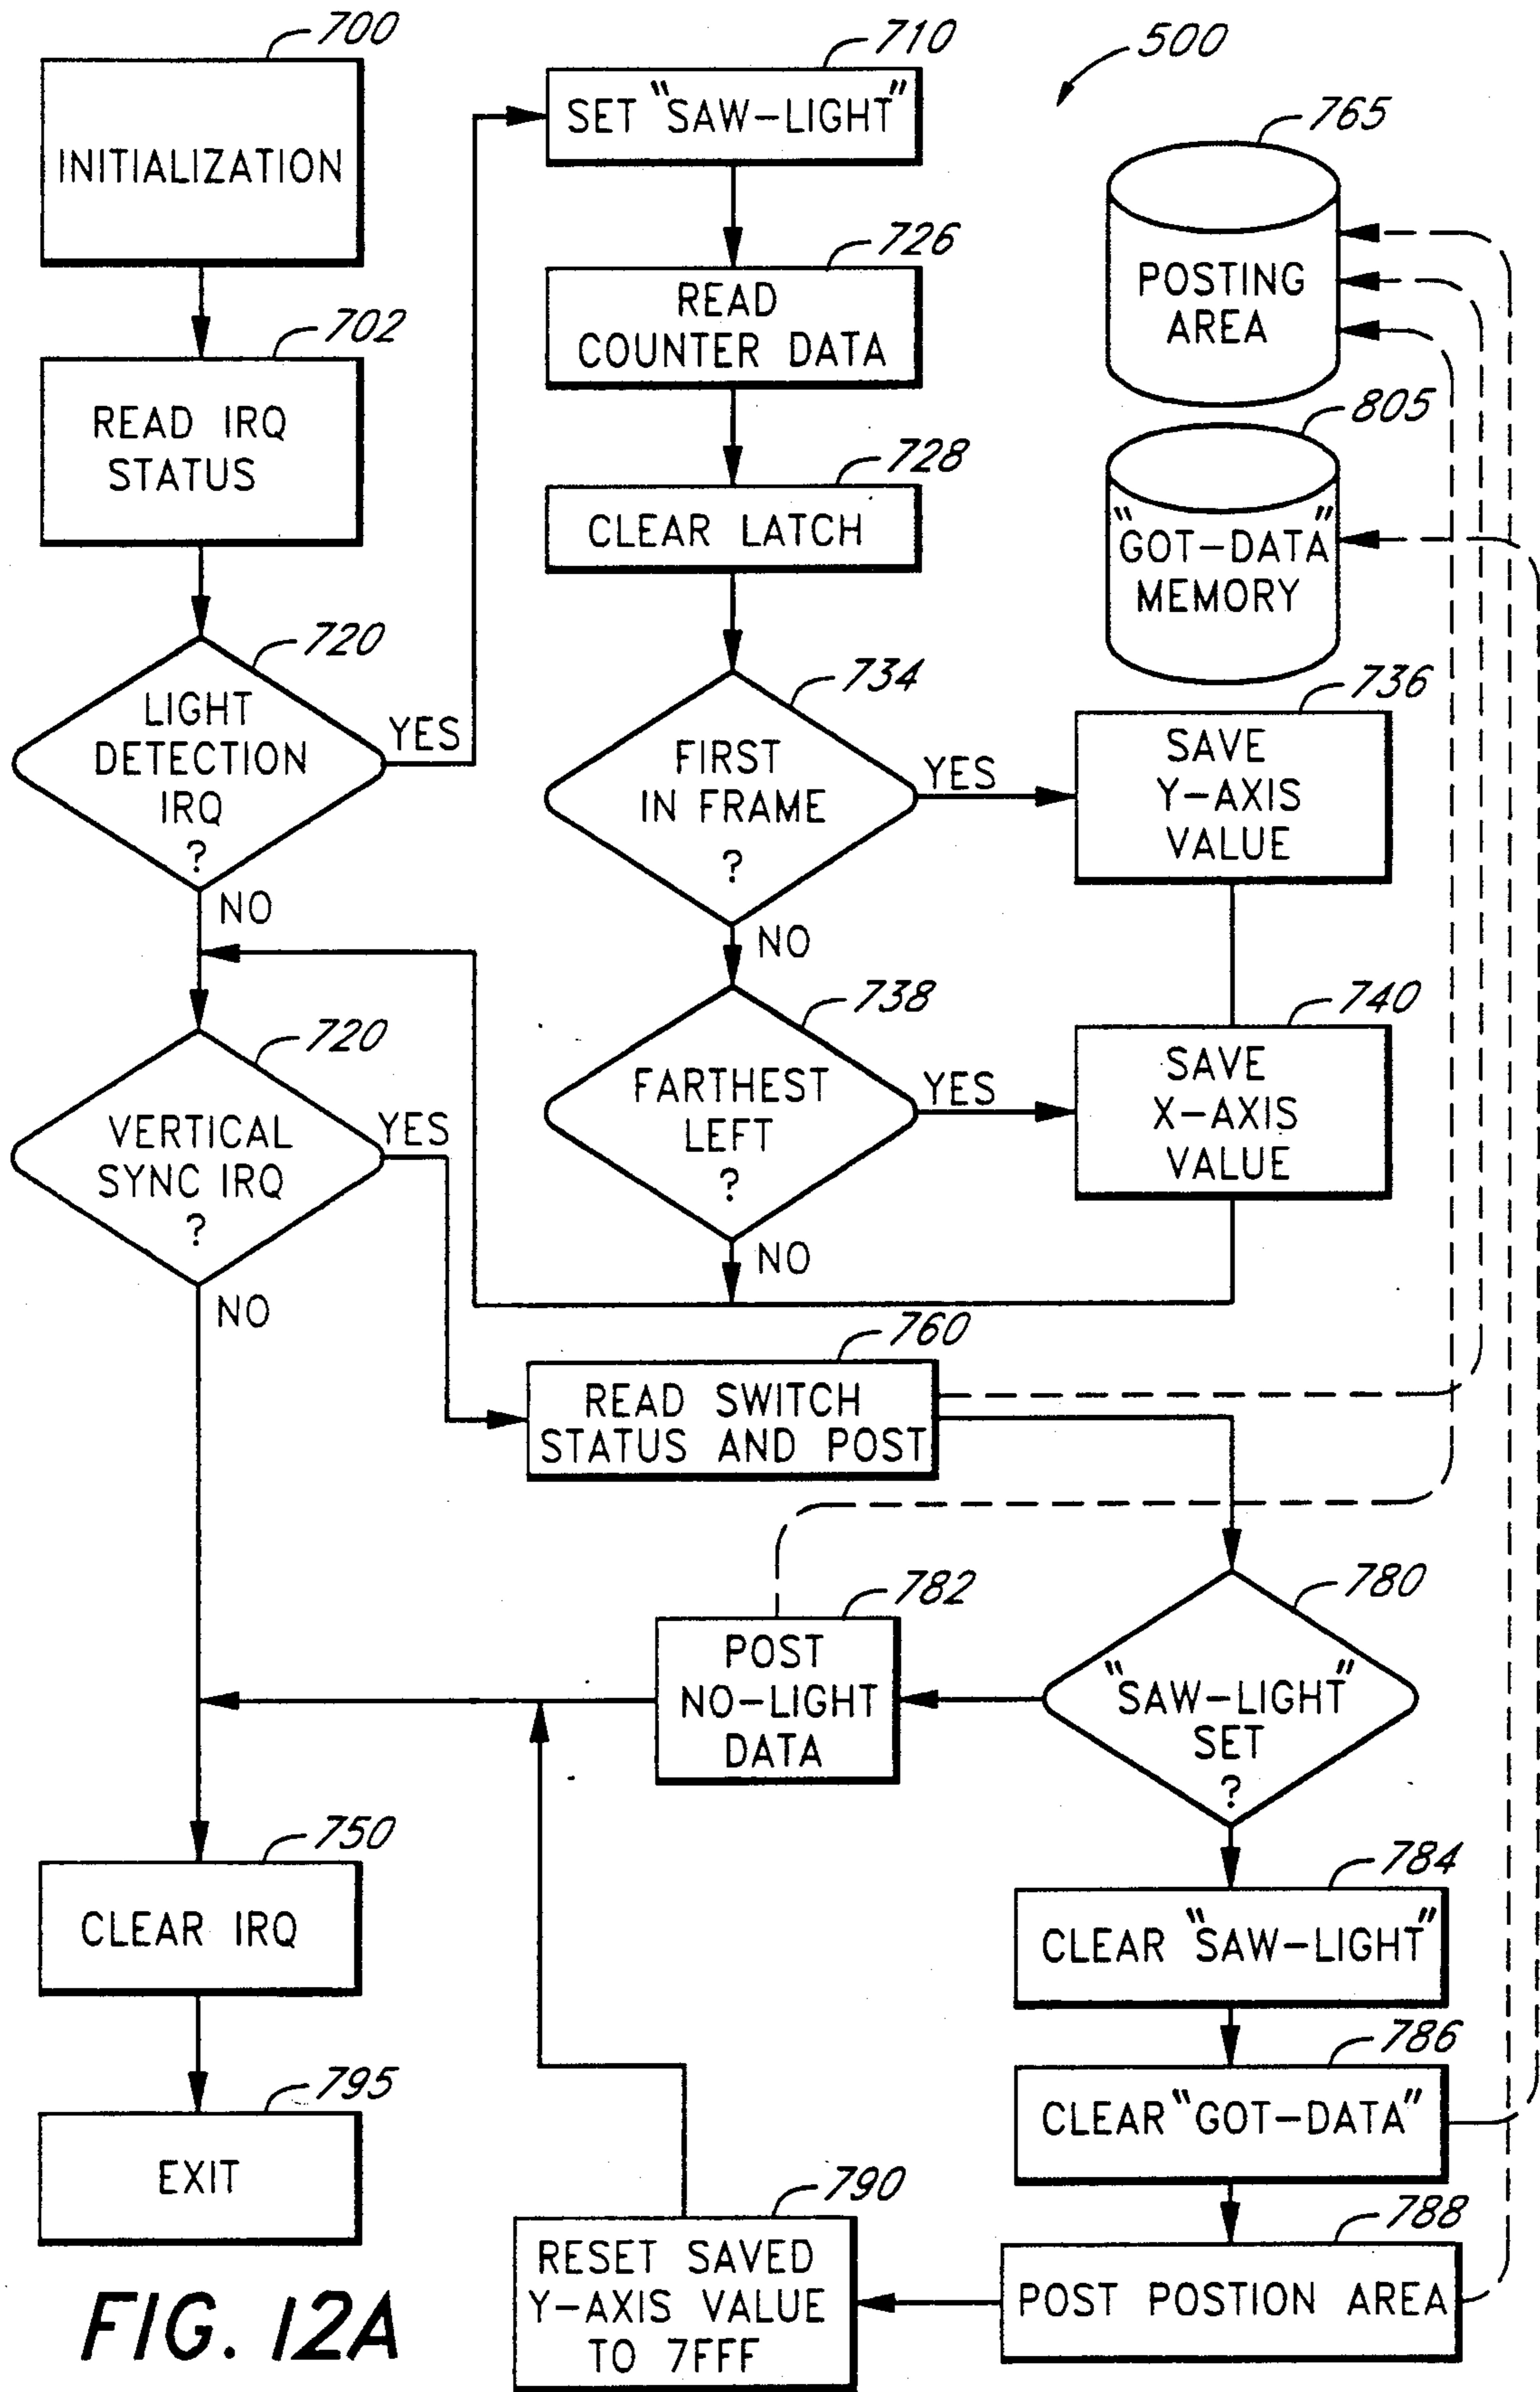 700
INITIALIZATION
702
READ IRQ
STATUS
720
LIGHT
DETECTION
IRQ
?
YES
NO
720
VERTICAL
SYNC IRQ
?
YES
NO
750
CLEAR IRQ
795
EXIT
FIG. 12A
710
SET "SAW-LIGHT"
726
READ
COUNTER DATA
728
CLEAR LATCH
734
FIRST
IN FRAME
?
YES
NO
738
FARTHEST
LEFT
?
YES
NO
500
765
POSTING
AREA
805
"GOT-DATA"
MEMORY
736
SAVE
Y-AXIS
VALUE
740
SAVE
X-AXIS
VALUE
760
READ SWITCH
STATUS AND POST
780
"SAW-LIGHT"
SET
?
782
POST
NO-LIGHT
DATA
784
CLEAR "SAW-LIGHT"
786
CLEAR "GOT-DATA"
788
POST POSTION AREA
790
RESET SAVED
Y-AXIS VALUE
TO 7FFF